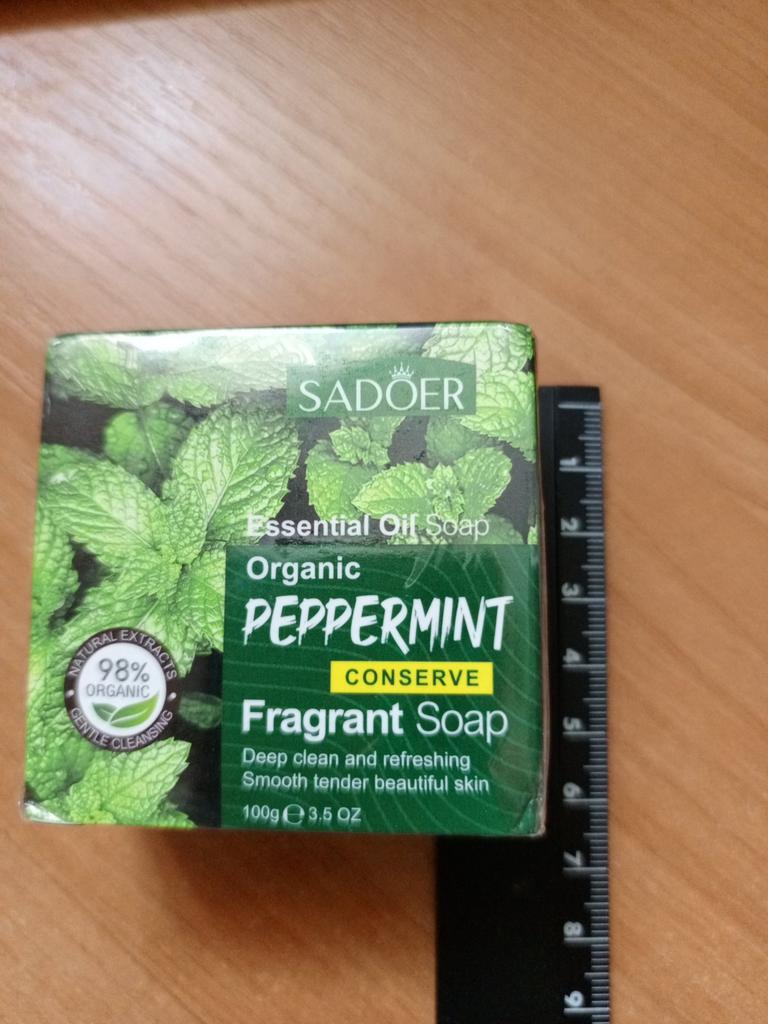 SADOER
Essential Oil Soap
Organic
PEPPERMINT
CONSERVE
Fragrant Soap
Deep clean and refreshing
Smooth tender beautiful skin
100g ℮ 3.5 OZ
NATURAL EXTRACTS
98%
ORGANIC
GENTLE CLEANSING
1
2
3
4
5
6
7
8
9